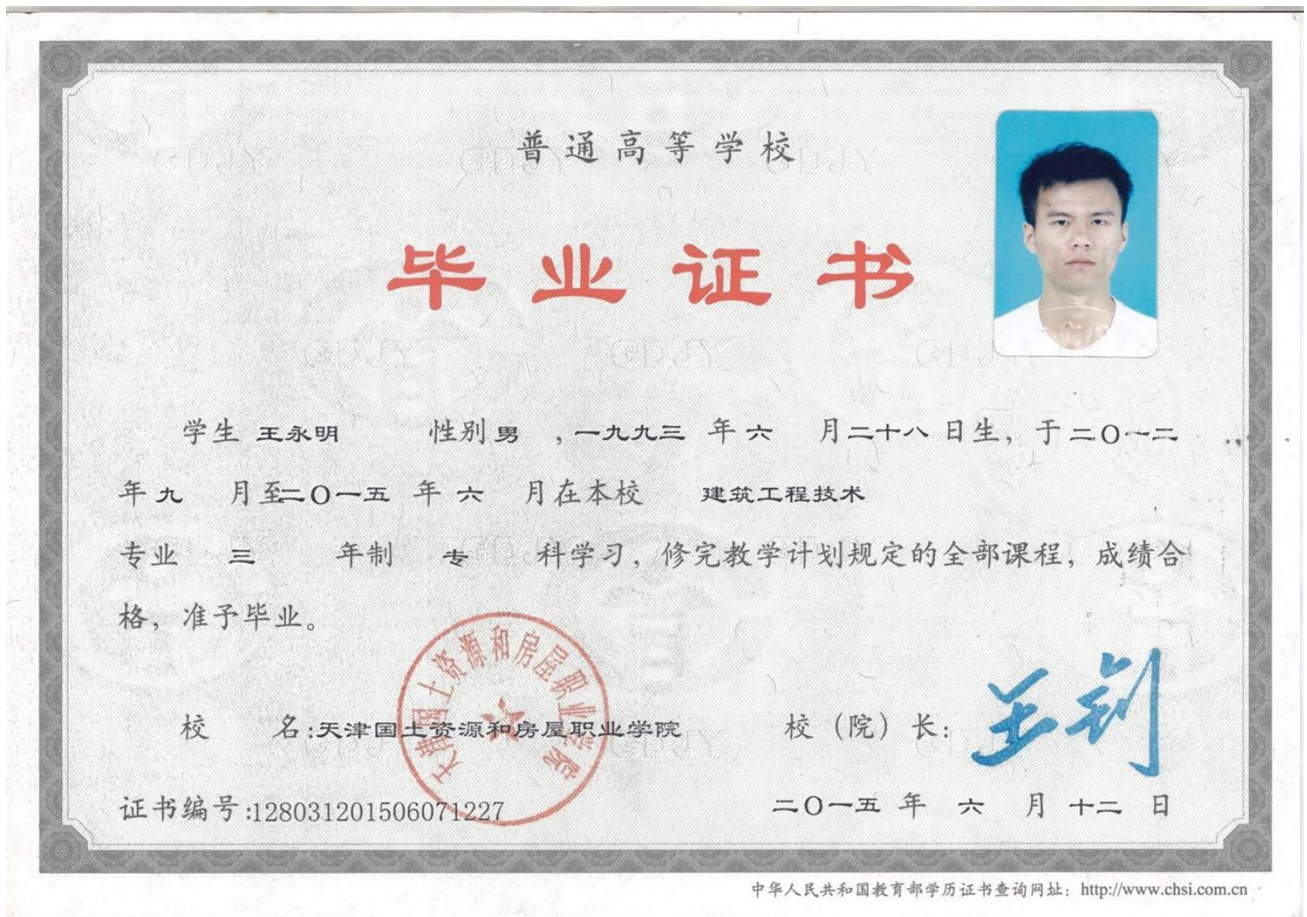 普通高等学校
毕业证书
学生 王永明 性别 男 ,一九九三 年 六 月 二十八 日生，于 二〇一二
年 九 月至 二〇一五 年 六 月在本校 建筑工程技术
专业 三 年制 专 科学习，修完教学计划规定的全部课程，成绩合
格，准予毕业。
天津国土资源和房屋职业学院
校 名:天津国土资源和房屋职业学院 校（院）长: 王钊
证书编号:128031201506071227 二〇一五 年 六 月 十二 日
中华人民共和国教育部学历证书查询网址：http://www.chsi.com.cn